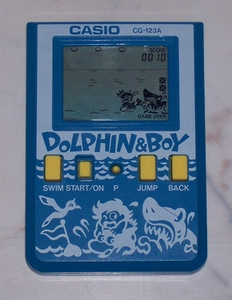 CASIO CG-123A
SCORE
0010
GAME OVER
DOLPHIN&BOY
SWIM START/ON P JUMP BACK